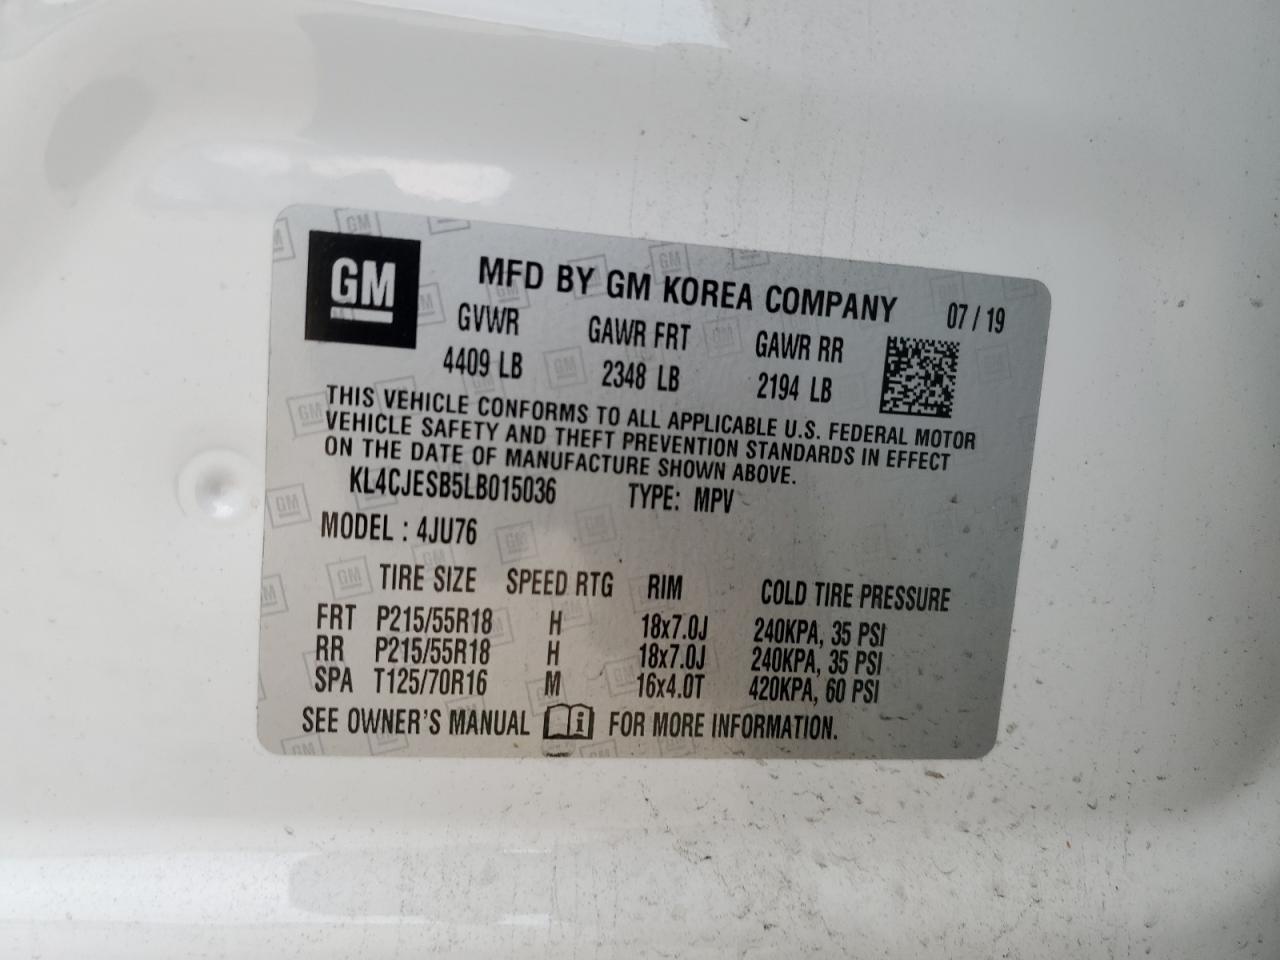 GM
MFD BY GM KOREA COMPANY 07/19
GVWR GAWR FRT GAWR RR
4409 LB 2348 LB 2194 LB
THIS VEHICLE CONFORMS TO ALL APPLICABLE U.S. FEDERAL MOTOR
VEHICLE SAFETY AND THEFT PREVENTION STANDARDS IN EFFECT
ON THE DATE OF MANUFACTURE SHOWN ABOVE.
KL4CJESB5LB015036 TYPE: MPV
MODEL : 4JU76
TIRE SIZE SPEED RTG RIM COLD TIRE PRESSURE
FRT P215/55R18 H 18x7.0J 240KPA, 35 PSI
RR P215/55R18 H 18x7.0J 240KPA, 35 PSI
SPA T125/70R16 M 16x4.0T 420KPA, 60 PSI
SEE OWNER'S MANUAL i FOR MORE INFORMATION.